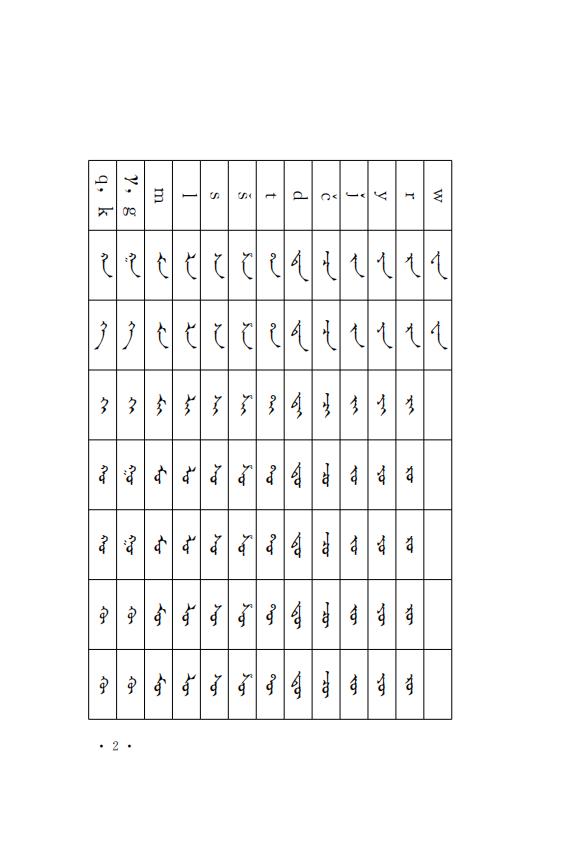 q, k ᠬᠠ ᠬᠡ ᠬᠢ ᠬᠣ ᠬᠤ ᠬᠥ ᠬᠦ
γ, g ᠭᠠ ᠭᠡ ᠭᠢ ᠭᠣ ᠭᠤ ᠭᠥ ᠭᠦ
m ᠮᠠ ᠮᠡ ᠮᠢ ᠮᠣ ᠮᠤ ᠮᠥ ᠮᠦ
l ᠯᠠ ᠯᠡ ᠯᠢ ᠯᠣ ᠯᠤ ᠯᠥ ᠯᠦ
s ᠰᠠ ᠰᠡ ᠰᠢ ᠰᠣ ᠰᠤ ᠰᠥ ᠰᠦ
š ᠱᠠ ᠱᠡ ᠱᠢ ᠱᠣ ᠱᠤ ᠱᠥ ᠱᠦ
t ᠲᠠ ᠲᠡ ᠲᠢ ᠲᠣ ᠲᠤ ᠲᠥ ᠲᠦ
d ᠳᠠ ᠳᠡ ᠳᠢ ᠳᠣ ᠳᠤ ᠳᠥ ᠳᠦ
č ᠴᠠ ᠴᠡ ᠴᠢ ᠴᠣ ᠴᠤ ᠴᠥ ᠴᠦ
ǰ ᠵᠠ ᠵᠡ ᠵᠢ ᠵᠣ ᠵᠤ ᠵᠥ ᠵᠦ
y ᠶᠠ ᠶᠡ ᠶᠢ ᠶᠣ ᠶᠤ ᠶᠥ ᠶᠦ
r ᠷᠠ ᠷᠡ ᠷᠢ ᠷᠣ ᠷᠤ ᠷᠥ ᠷᠦ
w ᠸᠠ ᠸᠡ
• 2 •